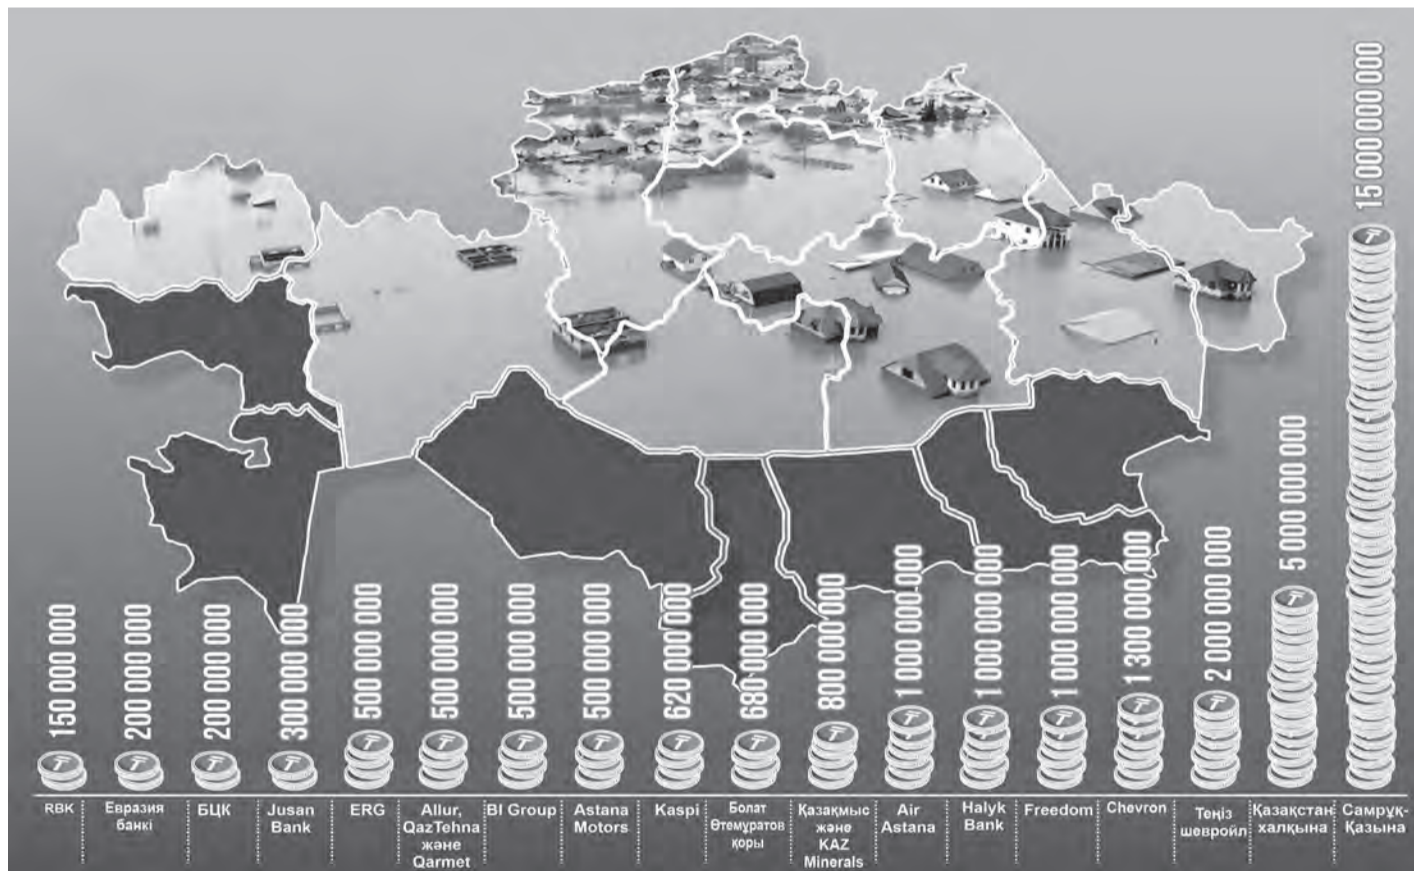 150 000 000
200 000 000
200 000 000
300 000 000
500 000 000
500 000 000
500 000 000
500 000 000
620 000 000
680 000 000
800 000 000
1 000 000 000
1 000 000 000
1 000 000 000
1 300 000 000
2 000 000 000
5 000 000 000
15 000 000 000
RBK
Евразия
банкі
БЦК
Jusan
Bank
ERG
Allur,
QazTehna
және
Qarmet
BI Group
Astana
Motors
Kaspi
Болат
Өтемұратов
қоры
Қазақмыс
және
KAZ
Minerals
Air
Astana
Halyk
Bank
Freedom
Chevron
Теңіз
шевройл
Қазақстан
халқына
Самрұқ-
Қазына